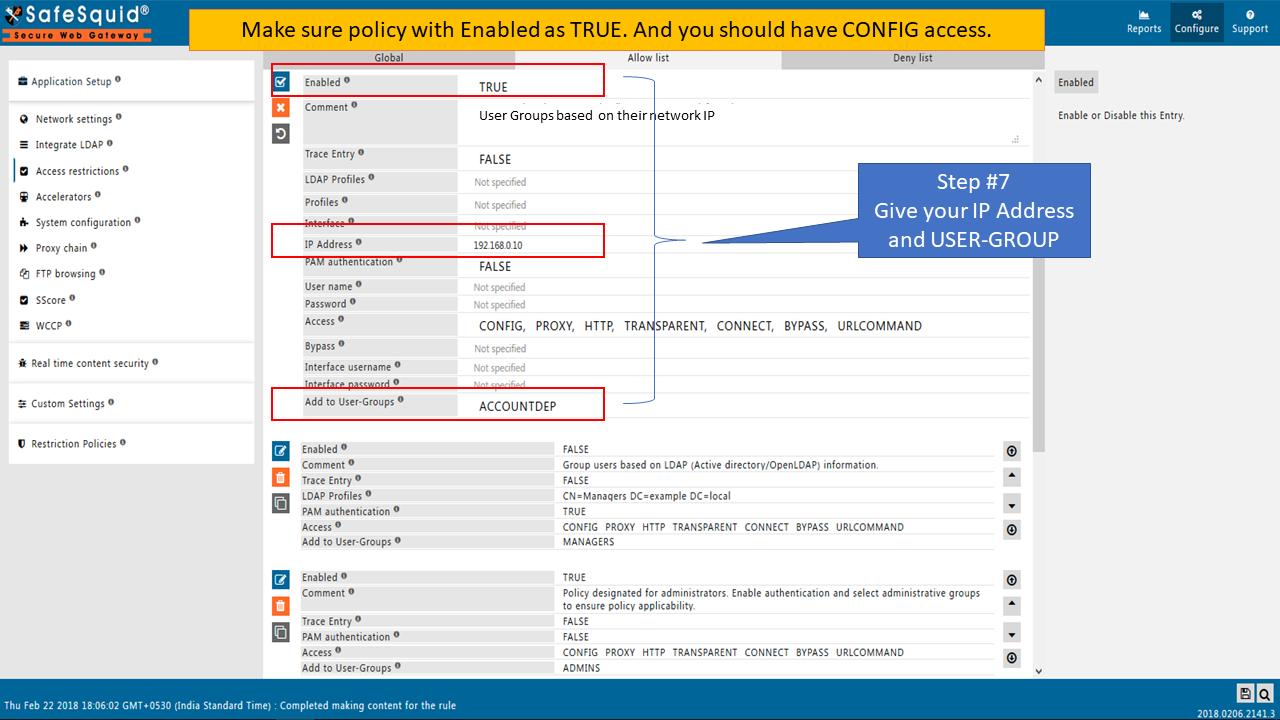 SafeSquid®
Secure Web Gateway
Make sure policy with Enabled as TRUE. And you should have CONFIG access.
Reports
Configure
Support
Application Setup
Network settings
Integrate LDAP
Access restrictions
Accelerators
System configuration
Proxy chain
FTP browsing
SScore
WCCP
Real time content security
Custom Settings
Restriction Policies
Global
Allow list
Deny list
Enabled TRUE
Comment
User Groups based on their network IP
Trace Entry FALSE
LDAP Profiles Not specified
Profiles Not specified
Interface Not specified
IP Address 192.168.0.10
PAM authentication FALSE
User name Not specified
Password Not specified
Access CONFIG, PROXY, HTTP, TRANSPARENT, CONNECT, BYPASS, URLCOMMAND
Bypass Not specified
Interface username Not specified
Interface password Not specified
Add to User-Groups ACCOUNTDEP
Step #7
Give your IP Address
and USER-GROUP
Enabled FALSE
Comment Group users based on LDAP (Active directory/OpenLDAP) information.
Trace Entry FALSE
LDAP Profiles CN=Managers DC=example DC=local
PAM authentication TRUE
Access CONFIG PROXY HTTP TRANSPARENT CONNECT BYPASS URLCOMMAND
Add to User-Groups MANAGERS
Enabled TRUE
Comment Policy designated for administrators. Enable authentication and select administrative groups
to ensure policy applicability.
Trace Entry FALSE
PAM authentication FALSE
Access CONFIG PROXY HTTP TRANSPARENT CONNECT BYPASS URLCOMMAND
Add to User-Groups ADMINS
Enabled
Enable or Disable this Entry.
Thu Feb 22 2018 18:06:02 GMT+0530 (India Standard Time) : Completed making content for the rule
2018.0206.2141.3